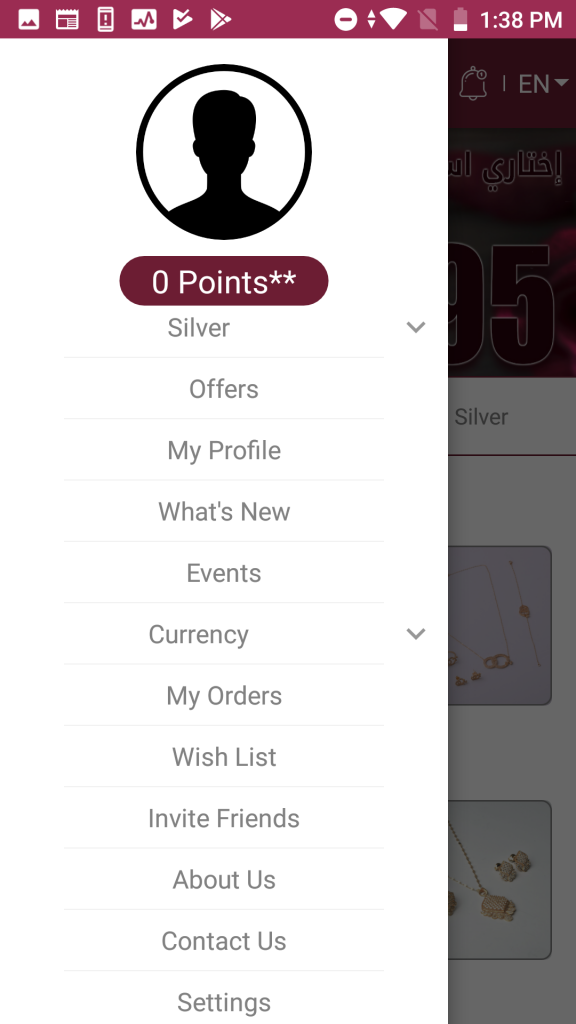 1:38 PM
EN
إختاري
95
0 Points**
Silver
Silver
Offers
My Profile
What's New
Events
Currency
My Orders
Wish List
Invite Friends
About Us
Contact Us
Settings